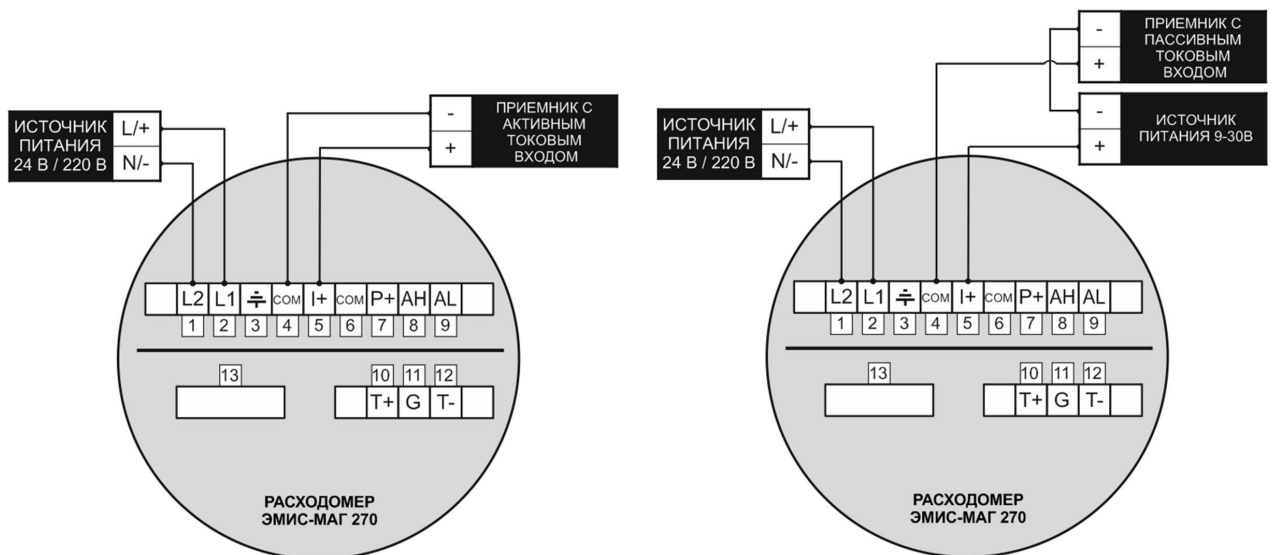 ИСТОЧНИК
ПИТАНИЯ
24 В / 220 В
L/+
N/-
-
+
ПРИЕМНИК С
АКТИВНЫМ
ТОКОВЫМ
ВХОДОМ
L2 L1 COM I+ COM P+ AH AL
1 2 3 4 5 6 7 8 9
13 10 11 12
T+ G T-
РАСХОДОМЕР
ЭМИС-МАГ 270
-
+
ПРИЕМНИК С
ПАССИВНЫМ
ТОКОВЫМ
ВХОДОМ
-
+
ИСТОЧНИК
ПИТАНИЯ 9-30В
ИСТОЧНИК
ПИТАНИЯ
24 В / 220 В
L/+
N/-
L2 L1 COM I+ COM P+ AH AL
1 2 3 4 5 6 7 8 9
13 10 11 12
T+ G T-
РАСХОДОМЕР
ЭМИС-МАГ 270